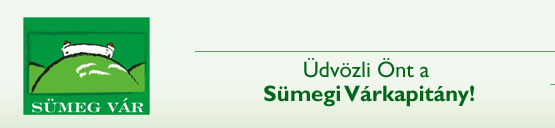 SÜMEG VÁR
Üdvözli Önt a
Sümegi Várkapitány!